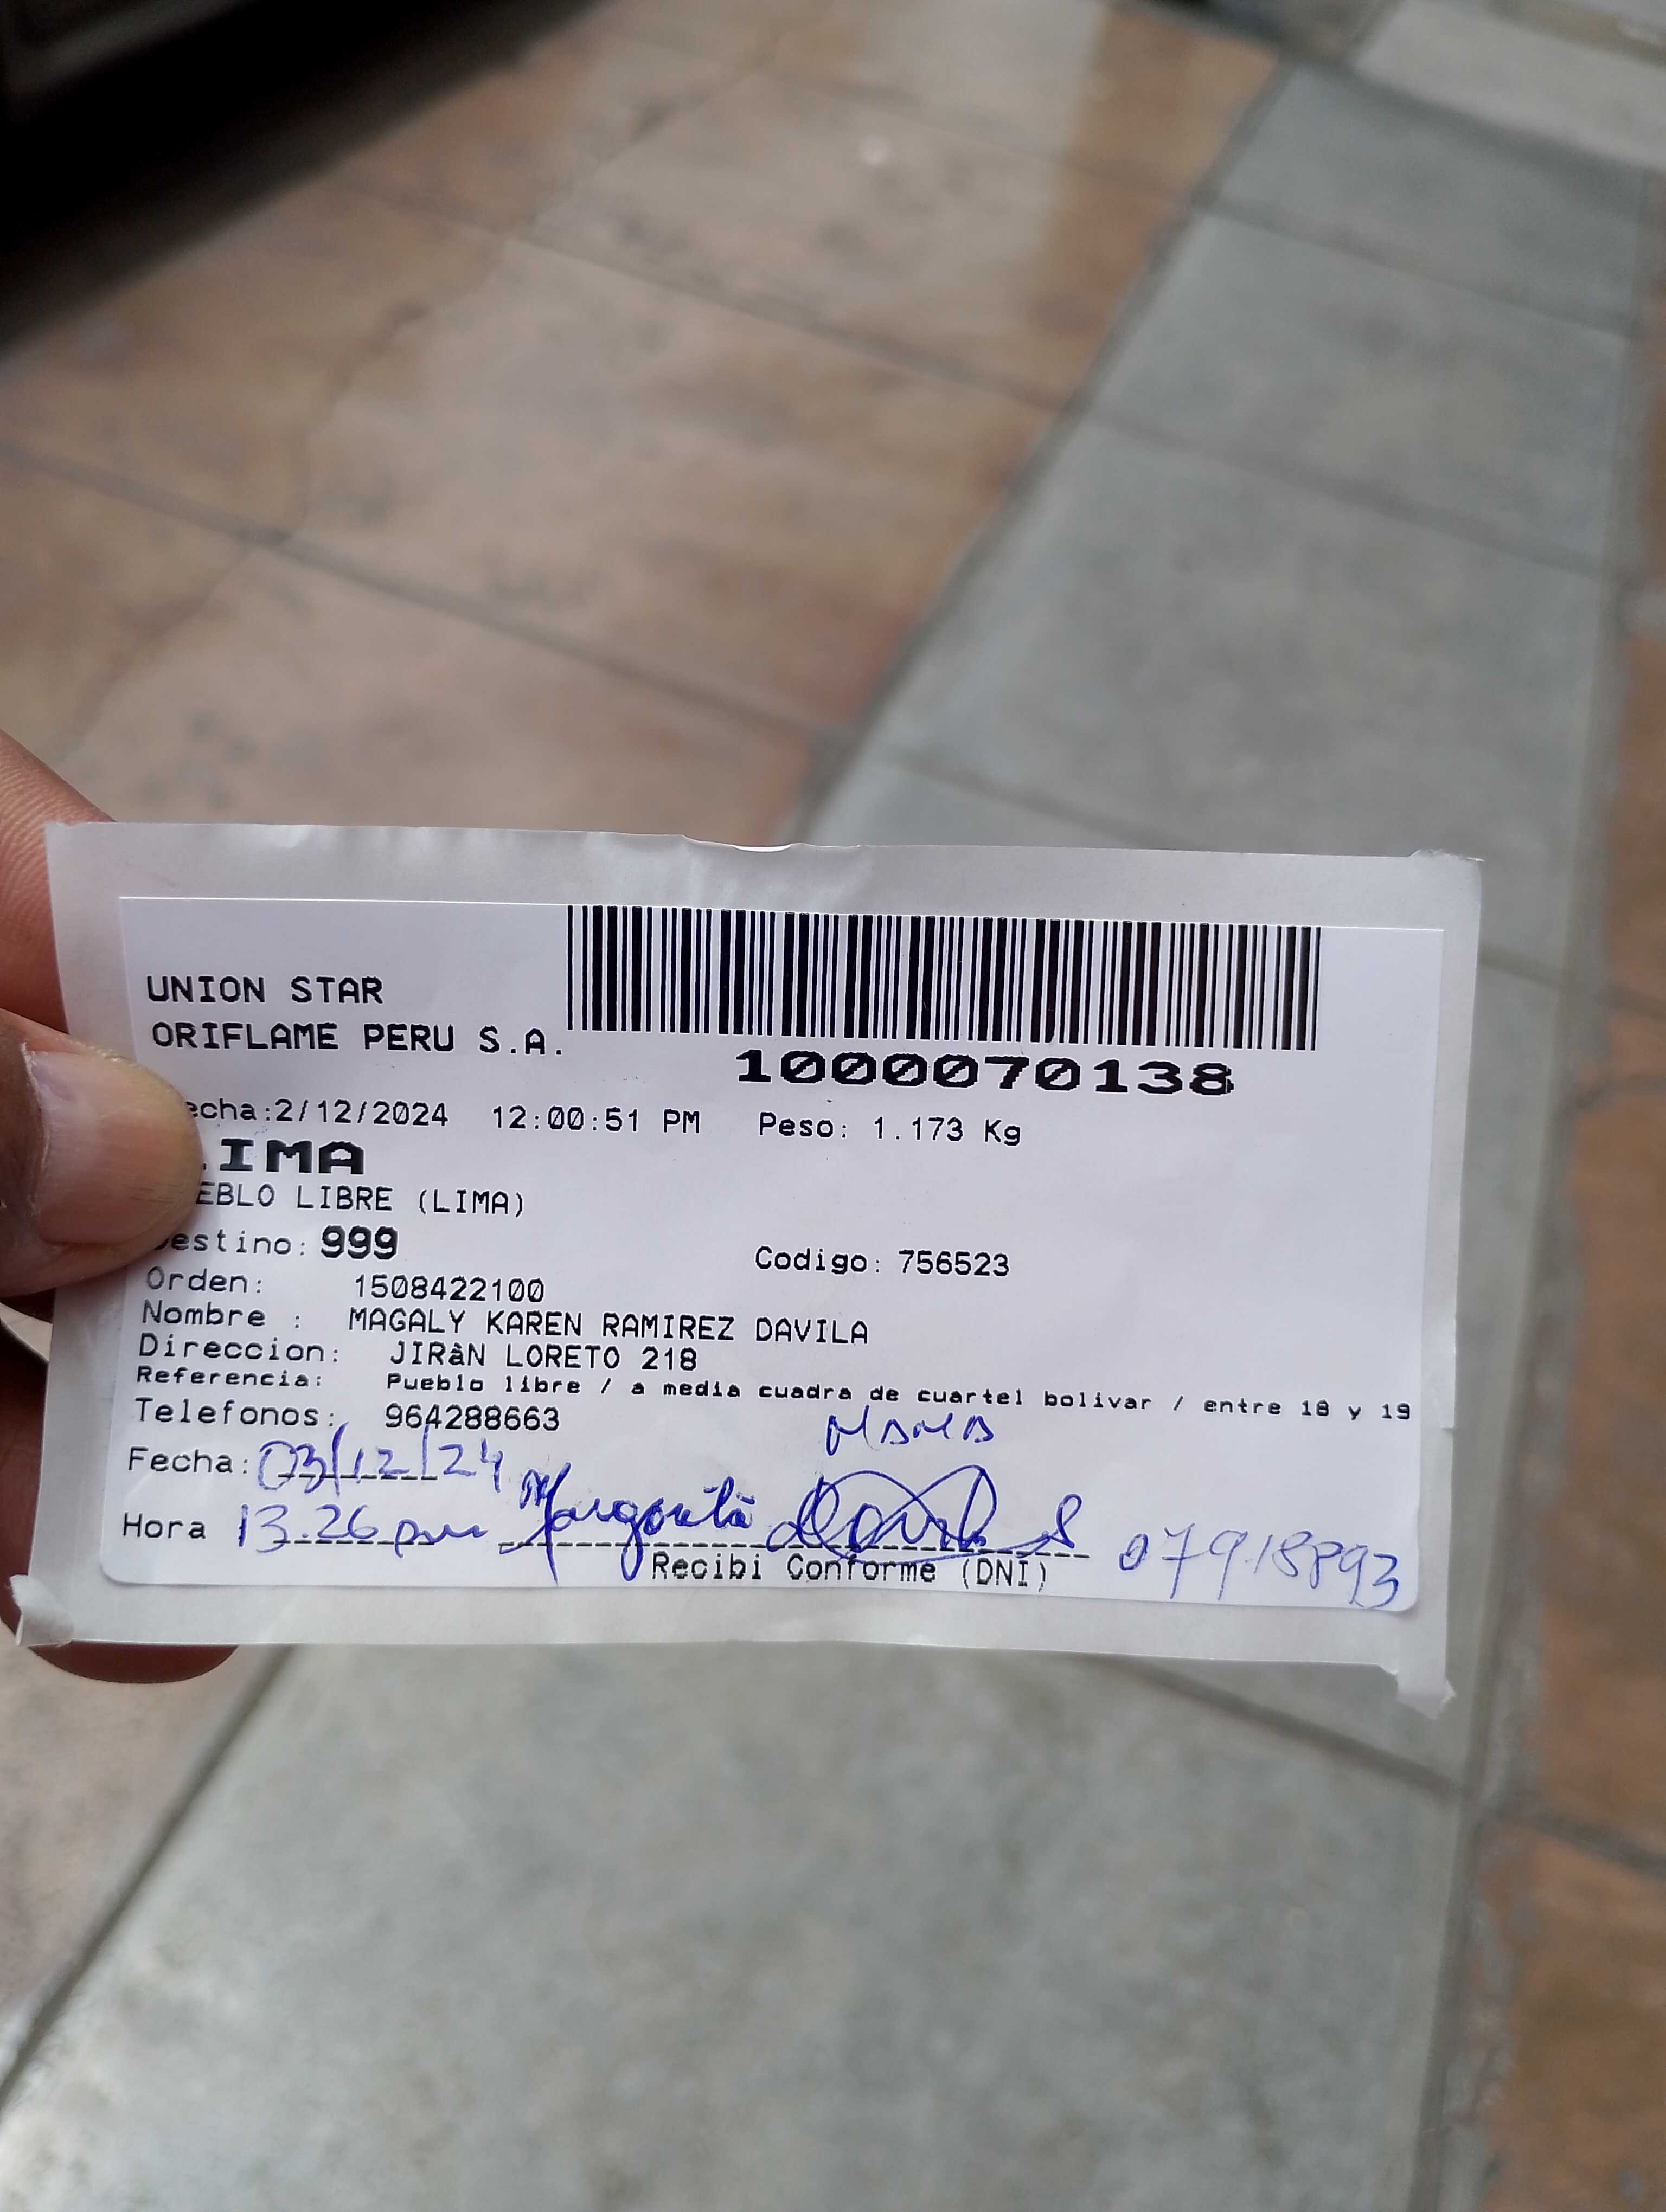 UNION STAR
ORIFLAME PERU S.A.
1000070138
echa:2/12/2024 12:00:51 PM Peso: 1.173 Kg
LIMA
EBLO LIBRE (LIMA)
estino: 999 Codigo: 756523
Orden: 1508422100
Nombre : MAGALY KAREN RAMIREZ DAVILA
Direccion: JIRâN LORETO 218
Referencia: Pueblo libre / a media cuadra de cuartel bolivar / entre 18 y 19
Telefonos: 964288663
MAMA
Fecha: 03/12/24
Hora 13.26 pm Margarita
Recibi Conforme (DNI) 07918893